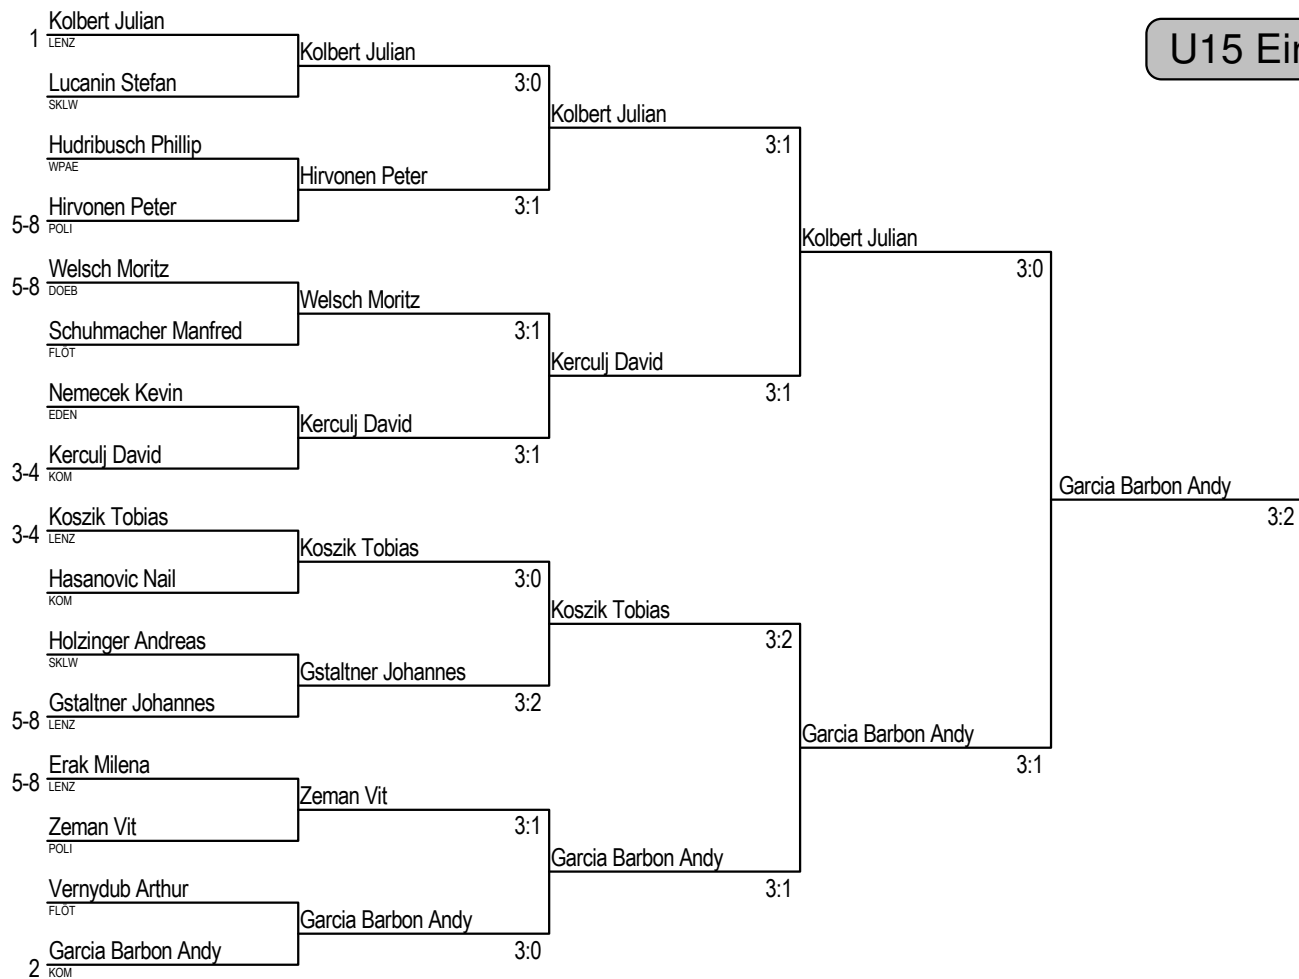 Kolbert Julian
1
LENZ
Kolbert Julian
Lucanin Stefan
3:0
SKLW
Kolbert Julian
Hudribusch Phillip
3:1
WPAE
Hirvonen Peter
Hirvonen Peter
3:1
5-8
POLI
Kolbert Julian
Welsch Moritz
3:0
5-8
DOEB
Welsch Moritz
Schuhmacher Manfred
3:1
FLÖT
Kerculj David
Nemecek Kevin
3:1
EDEN
Kerculj David
Kerculj David
3:1
3-4
KOM
Garcia Barbon Andy
Koszik Tobias
3:2
3-4
LENZ
Koszik Tobias
Hasanovic Nail
3:0
KOM
Koszik Tobias
Holzinger Andreas
3:2
SKLW
Gstaltner Johannes
Gstaltner Johannes
3:2
5-8
LENZ
Garcia Barbon Andy
Erak Milena
3:1
5-8
LENZ
Zeman Vit
Zeman Vit
3:1
POLI
Garcia Barbon Andy
Vernydub Arthur
3:1
FLÖT
Garcia Barbon Andy
Garcia Barbon Andy
3:0
2
KOM
U15 Ein